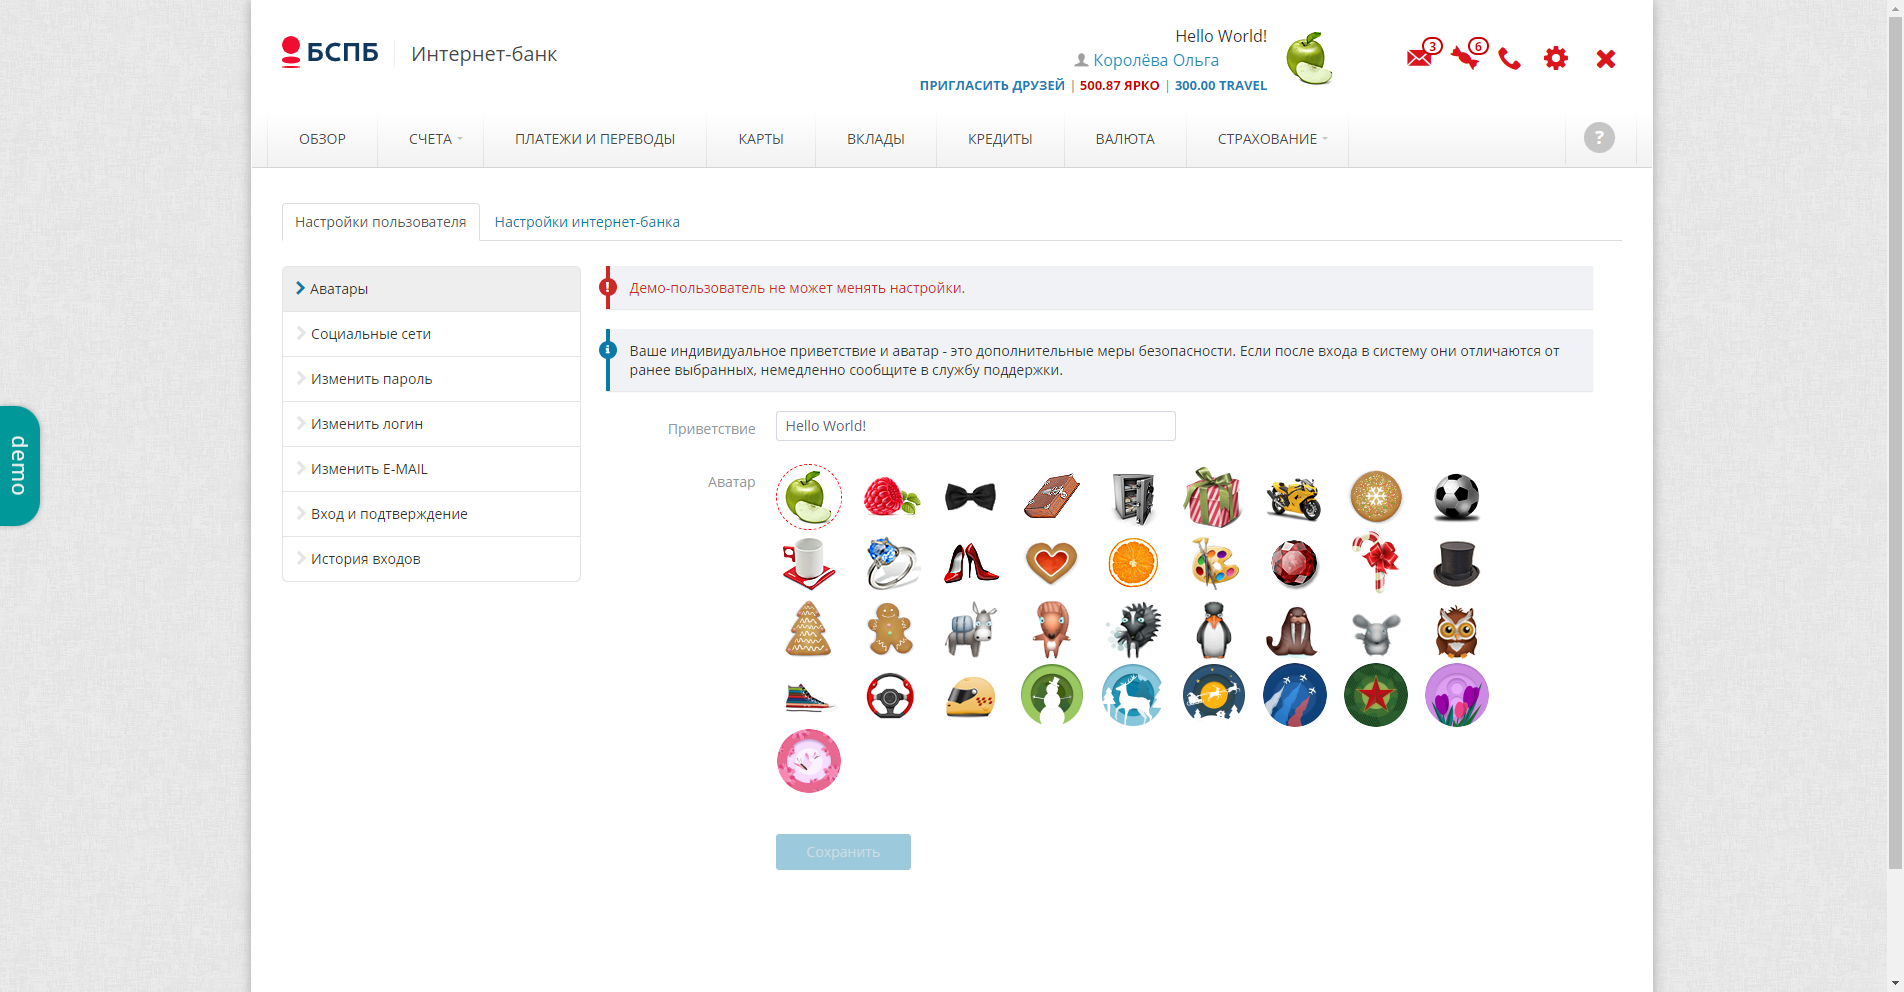 БСПБ Интернет-банк
Hello World!
Королёва Ольга
ПРИГЛАСИТЬ ДРУЗЕЙ | 500.87 ЯРКО | 300.00 TRAVEL
3
6
ОБЗОР СЧЕТА ПЛАТЕЖИ И ПЕРЕВОДЫ КАРТЫ ВКЛАДЫ КРЕДИТЫ ВАЛЮТА СТРАХОВАНИЕ ?
Настройки пользователя Настройки интернет-банка
Аватары
Социальные сети
Изменить пароль
Изменить логин
Изменить E-MAIL
Вход и подтверждение
История входов
demo
Демо-пользователь не может менять настройки.
Ваше индивидуальное приветствие и аватар - это дополнительные меры безопасности. Если после входа в систему они отличаются от
ранее выбранных, немедленно сообщите в службу поддержки.
Приветствие Hello World!
Аватар
Сохранить